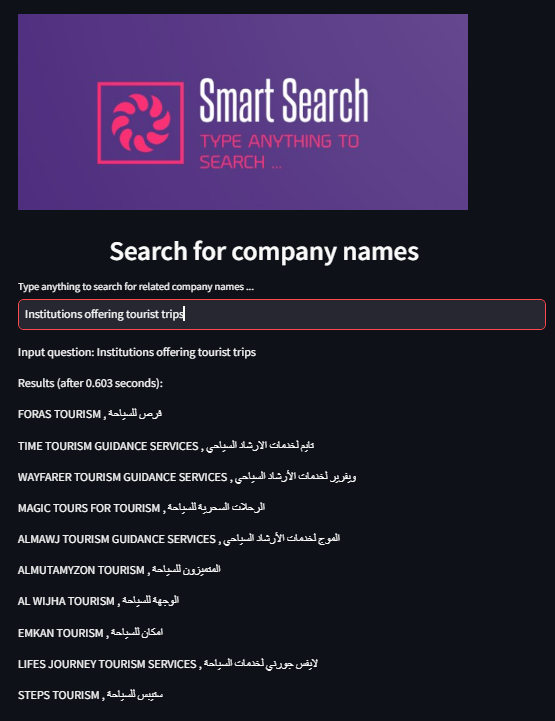 Smart Search
TYPE ANYTHING TO
SEARCH ...
Search for company names
Type anything to search for related company names ...
Institutions offering tourist trips
Input question: Institutions offering tourist trips
Results (after 0.603 seconds):
FORAS TOURISM , فرص للسياحة
TIME TOURISM GUIDANCE SERVICES , تايم لخدمات الارشاد السياحي
WAYFARER TOURISM GUIDANCE SERVICES , ويفرير لخدمات الأرشاد السياحي
MAGIC TOURS FOR TOURISM , الرحلات السحرية للسياحة
ALMAWJ TOURISM GUIDANCE SERVICES , الموج لخدمات الأرشاد السياحي
ALMUTAMYZON TOURISM , المتميزون للسياحة
AL WIJHA TOURISM , الوجهة للسياحة
EMKAN TOURISM , امكان للسياحة
LIFES JOURNEY TOURISM SERVICES , لايفس جورني لخدمات السياحة
STEPS TOURISM , ستيبس للسياحة